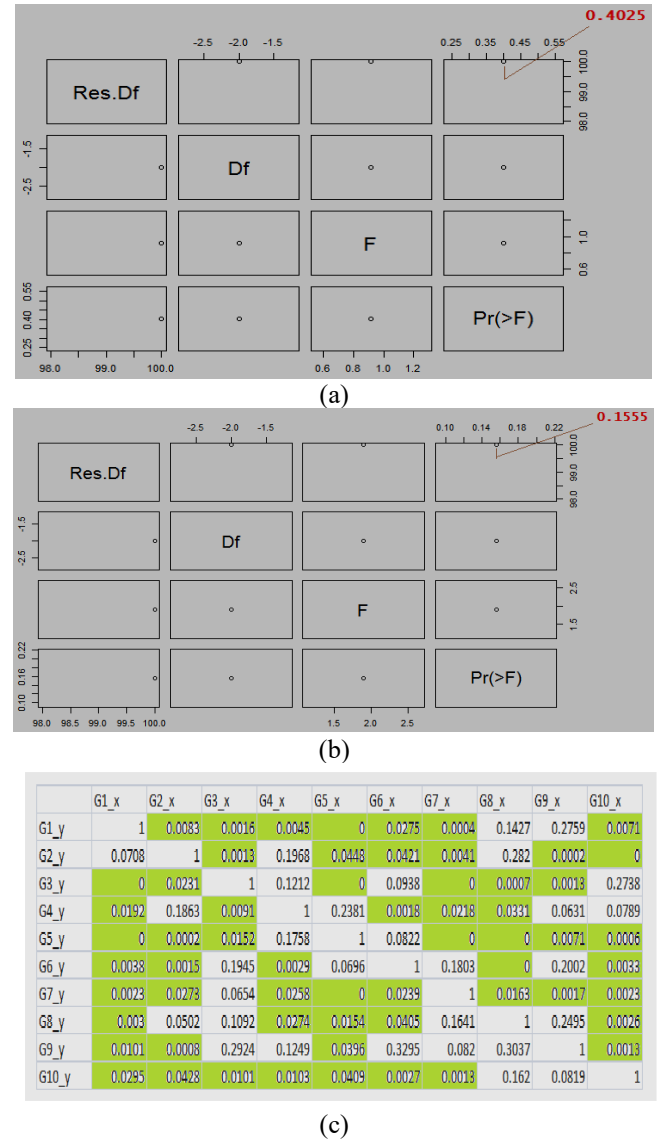 0.4025
-2.5 -2.0 -1.5 0.25 0.35 0.45 0.55
Res.Df
98.0 99.0 100.0
-2.5 -1.5
Df
F
0.6 1.0
0.25 0.40 0.55
Pr(>F)
98.0 99.0 100.0 0.6 0.8 1.0 1.2
(a)
0.1555
-2.5 -2.0 -1.5 0.10 0.14 0.18 0.22
Res.Df
98.0 99.0 100.0
-2.5 -1.5
Df
F
1.5 2.5
0.10 0.16 0.22
Pr(>F)
98.0 98.5 99.0 99.5 100.0 1.5 2.0 2.5
(b)
G1_x G2_x G3_x G4_x G5_x G6_x G7_x G8_x G9_x G10_x
G1_y 1 0.0083 0.0016 0.0045 0 0.0275 0.0004 0.1427 0.2759 0.0071
G2_y 0.0708 1 0.0013 0.1968 0.0448 0.0421 0.0041 0.282 0.0002 0
G3_y 0 0.0231 1 0.1212 0 0.0938 0 0.0007 0.0013 0.2738
G4_y 0.0192 0.1863 0.0091 1 0.2381 0.0018 0.0218 0.0331 0.0631 0.0789
G5_y 0 0.0002 0.0152 0.1758 1 0.0822 0 0 0.0071 0.0006
G6_y 0.0038 0.0015 0.1945 0.0029 0.0696 1 0.1803 0 0.2002 0.0033
G7_y 0.0023 0.0273 0.0654 0.0258 0 0.0239 1 0.0163 0.0017 0.0023
G8_y 0.003 0.0502 0.1092 0.0274 0.0154 0.0405 0.1641 1 0.2495 0.0026
G9_y 0.0101 0.0008 0.2924 0.1249 0.0396 0.3295 0.082 0.3037 1 0.0013
G10_y 0.0295 0.0428 0.0101 0.0103 0.0409 0.0027 0.0013 0.162 0.0819 1
(c)